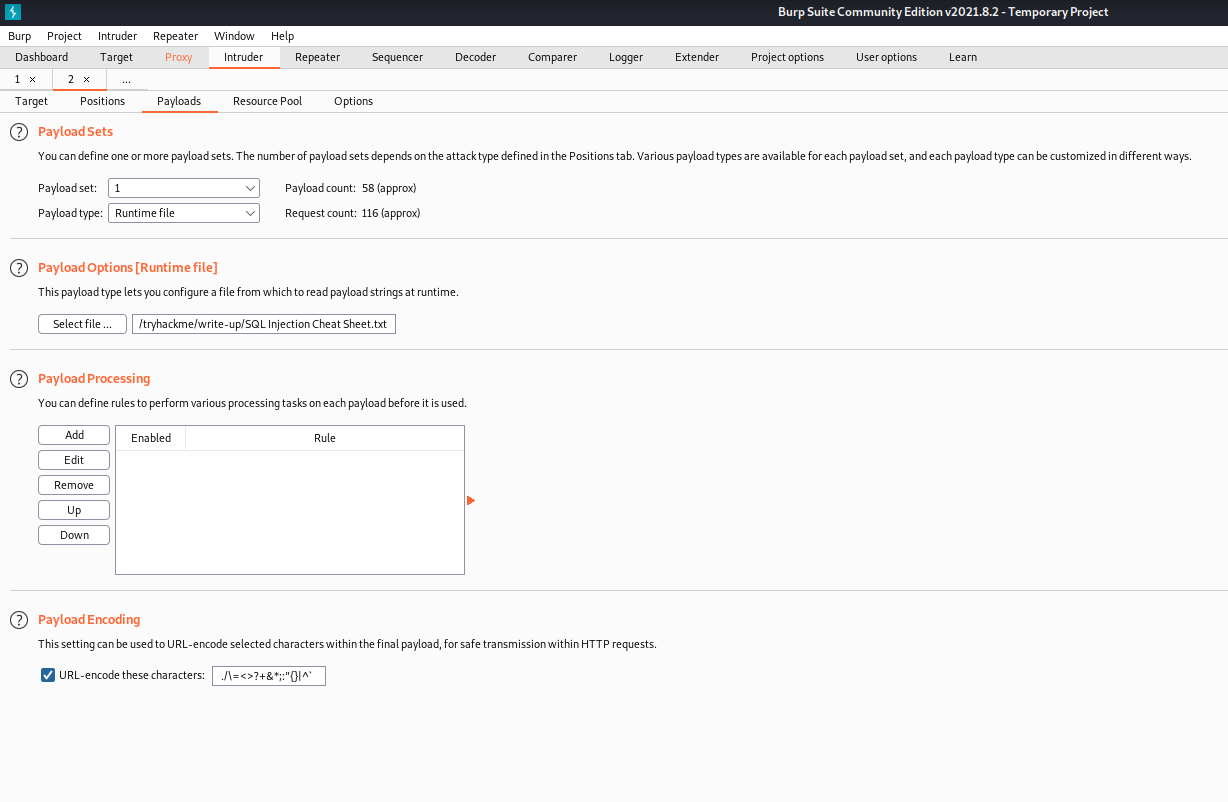 Burp Suite Community Edition v2021.8.2 - Temporary Project
Burp Project Intruder Repeater Window Help
Dashboard Target Proxy Intruder Repeater Sequencer Decoder Comparer Logger Extender Project options User options Learn
1 × 2 × ...
Target Positions Payloads Resource Pool Options
? Payload Sets
You can define one or more payload sets. The number of payload sets depends on the attack type defined in the Positions tab. Various payload types are available for each payload set, and each payload type can be customized in different ways.
Payload set: 1 Payload count: 58 (approx)
Payload type: Runtime file Request count: 116 (approx)
? Payload Options [Runtime file]
This payload type lets you configure a file from which to read payload strings at runtime.
Select file ... /tryhackme/write-up/SQL Injection Cheat Sheet.txt
? Payload Processing
You can define rules to perform various processing tasks on each payload before it is used.
Add Enabled Rule
Edit
Remove
Up
Down
? Payload Encoding
This setting can be used to URL-encode selected characters within the final payload, for safe transmission within HTTP requests.
URL-encode these characters: ./\=<>?+&*;:"{}|^`